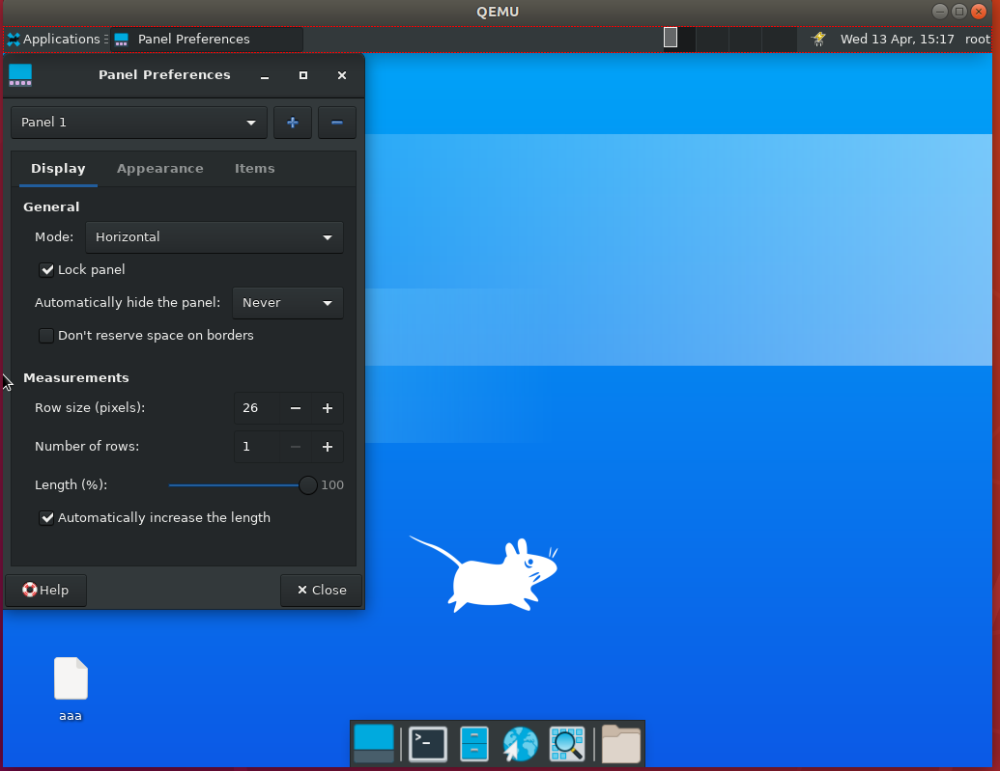 QEMU
Applications
Panel Preferences
Wed 13 Apr, 15:17
root
Panel Preferences
Panel 1
Display
Appearance
Items
General
Mode:
Horizontal
Lock panel
Automatically hide the panel:
Never
Don't reserve space on borders
Measurements
Row size (pixels):
26
Number of rows:
1
Length (%):
100
Automatically increase the length
Help
Close
aaa
>-